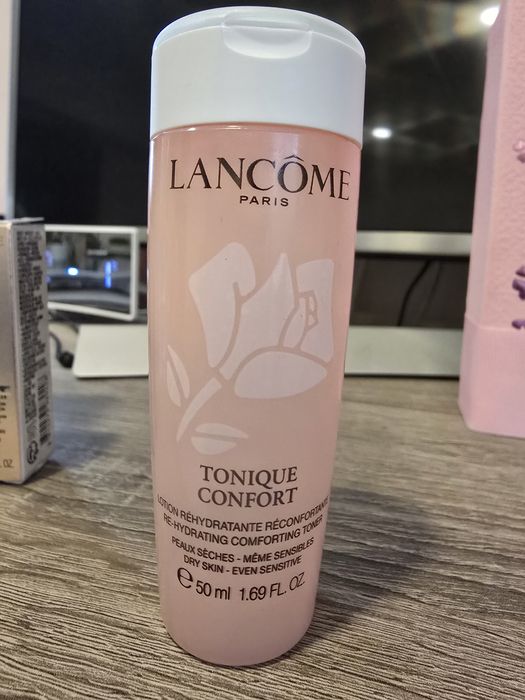 LANCÔME
PARIS
TONIQUE
CONFORT
LOTION RÉHYDRATANTE RÉCONFORTANTE
RE-HYDRATING COMFORTING TONER
PEAUX SÈCHES - MÊME SENSIBLES
DRY SKIN - EVEN SENSITIVE
e 50 ml 1.69 FL. OZ.